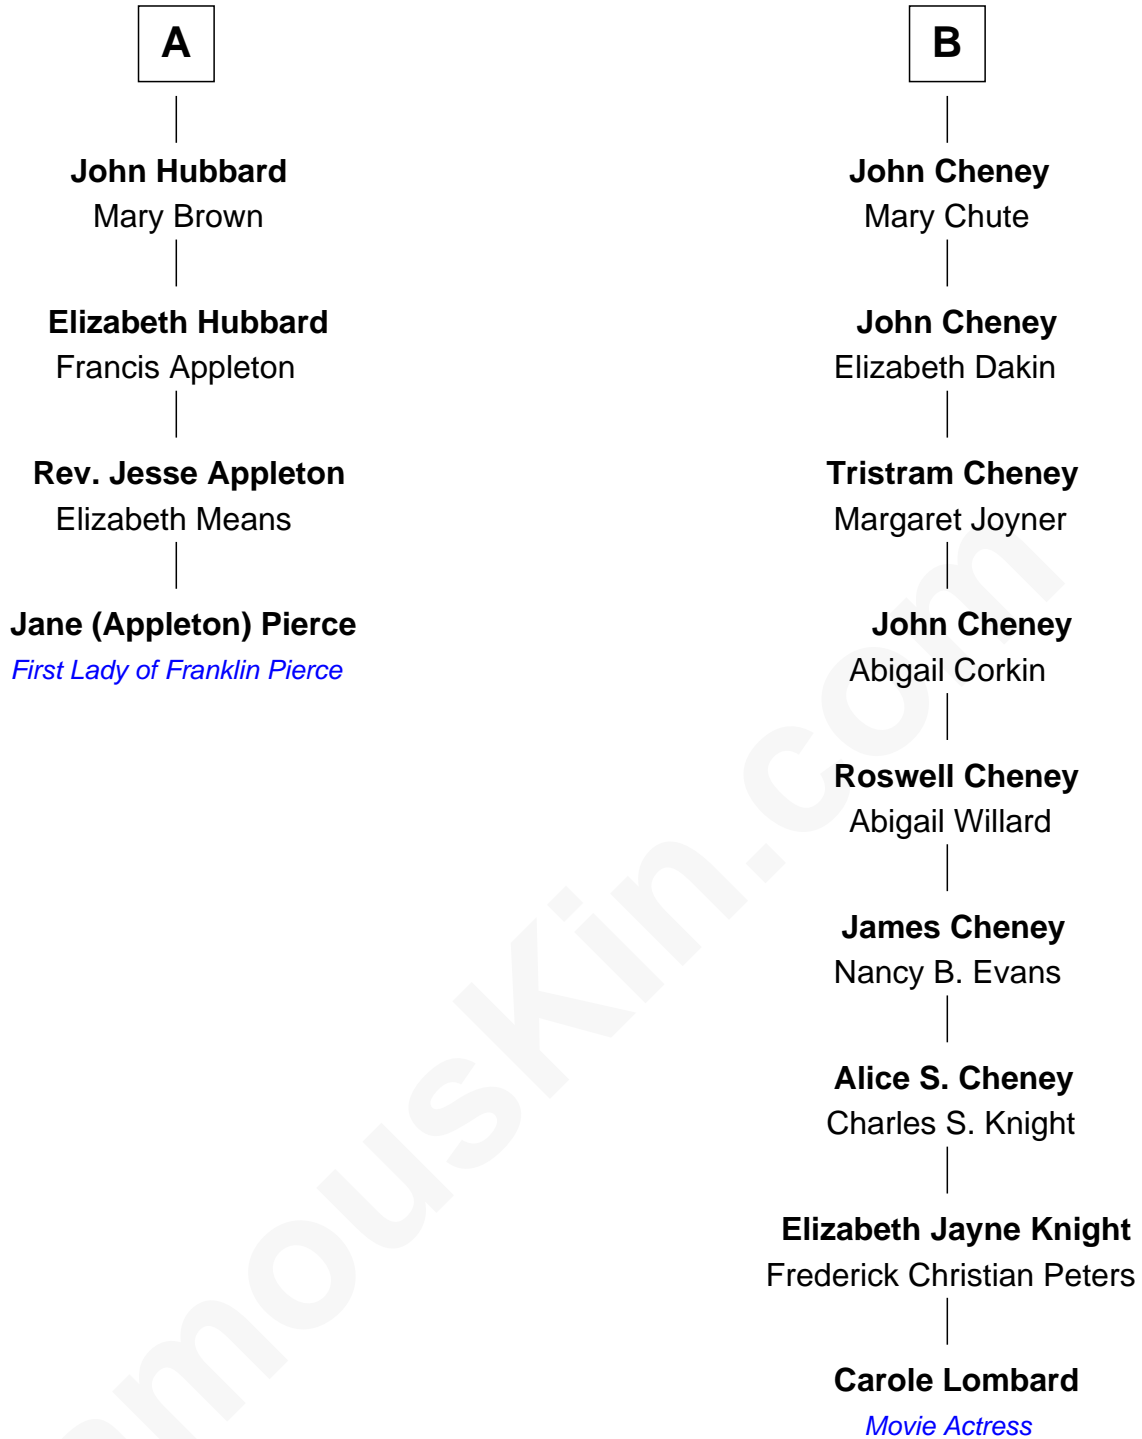 A
John Hubbard
Mary Brown
Elizabeth Hubbard
Francis Appleton
Rev. Jesse Appleton
Elizabeth Means
Jane (Appleton) Pierce
First Lady of Franklin Pierce
B
John Cheney
Mary Chute
John Cheney
Elizabeth Dakin
Tristram Cheney
Margaret Joyner
John Cheney
Abigail Corkin
Roswell Cheney
Abigail Willard
James Cheney
Nancy B. Evans
Alice S. Cheney
Charles S. Knight
Elizabeth Jayne Knight
Frederick Christian Peters
Carole Lombard
Movie Actress
amousKin.com